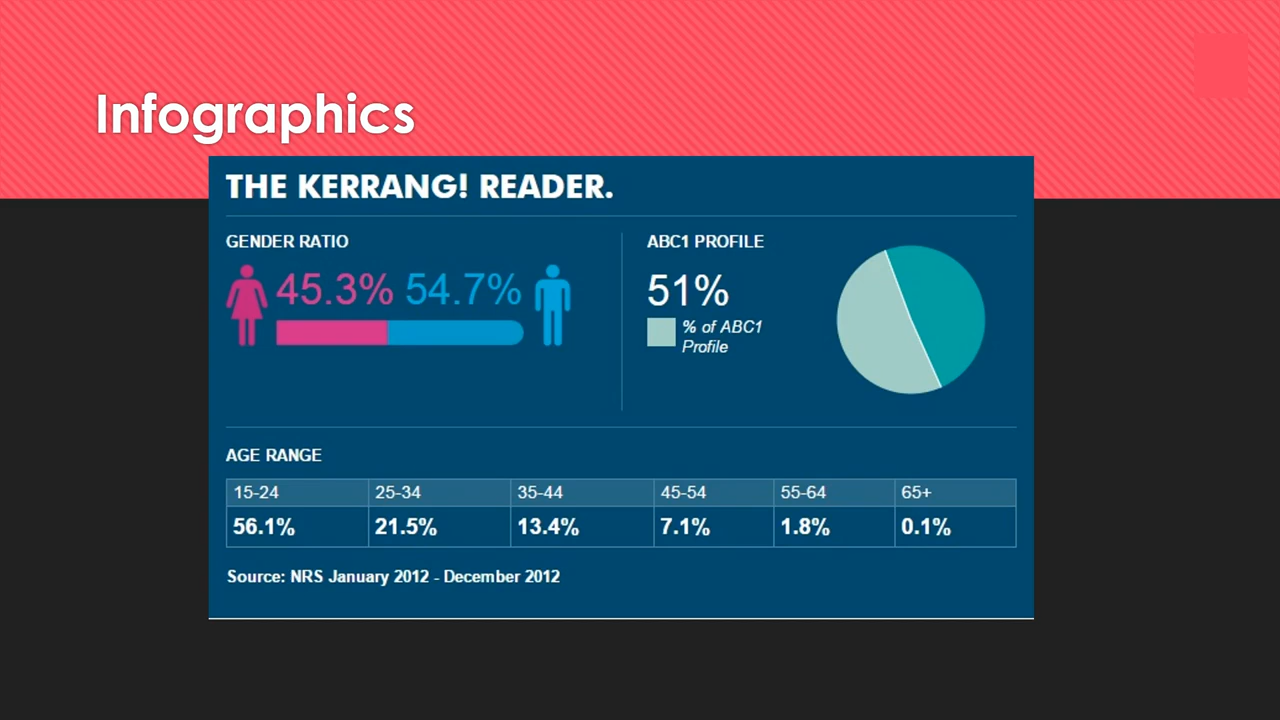 Infographics
THE KERRANG! READER.
GENDER RATIO
45.3% 54.7%
ABC1 PROFILE
51%
% of ABC1
Profile
AGE RANGE
15-24 25-34 35-44 45-54 55-64 65+
56.1% 21.5% 13.4% 7.1% 1.8% 0.1%
Source: NRS January 2012 - December 2012